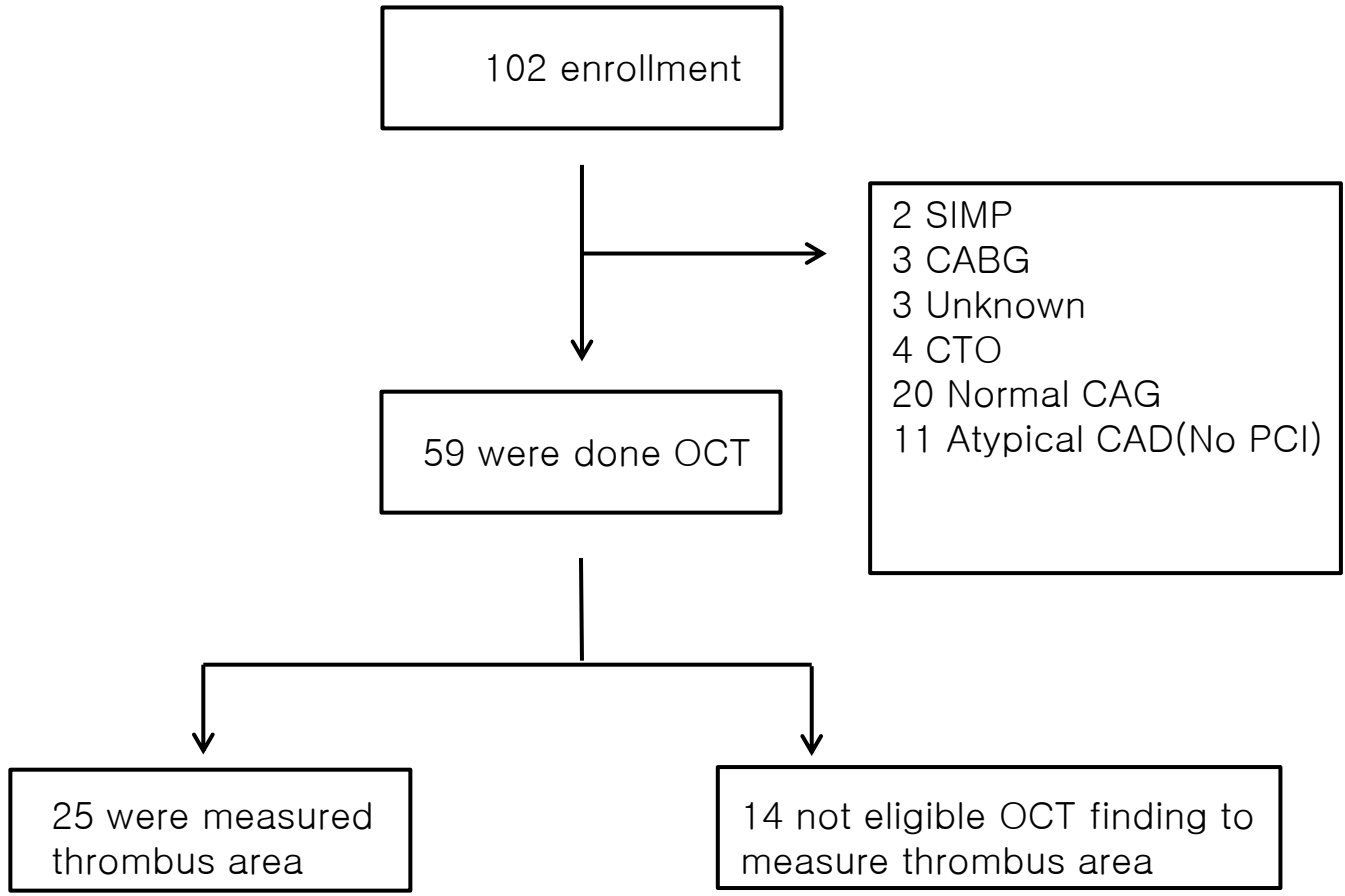 102 enrollment
2 SIMP
3 CABG
3 Unknown
4 CTO
20 Normal CAG
11 Atypical CAD(No PCI)
59 were done OCT
25 were measured
thrombus area
14 not eligible OCT finding to
measure thrombus area